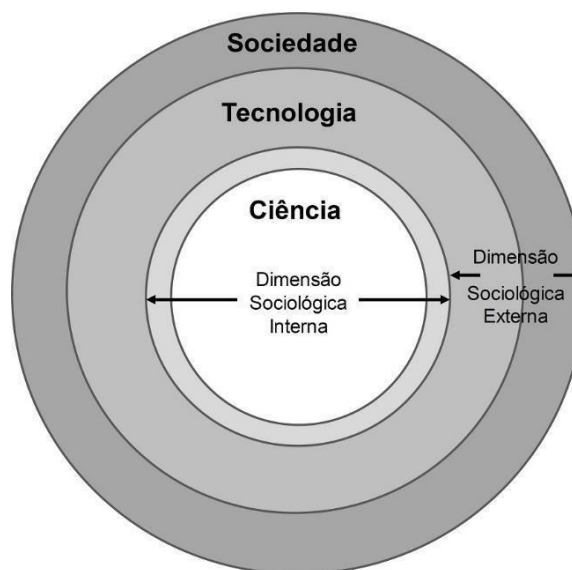 Sociedade
Tecnologia
Ciência
Dimensão
Sociológica
Interna
Dimensão
Sociológica
Externa